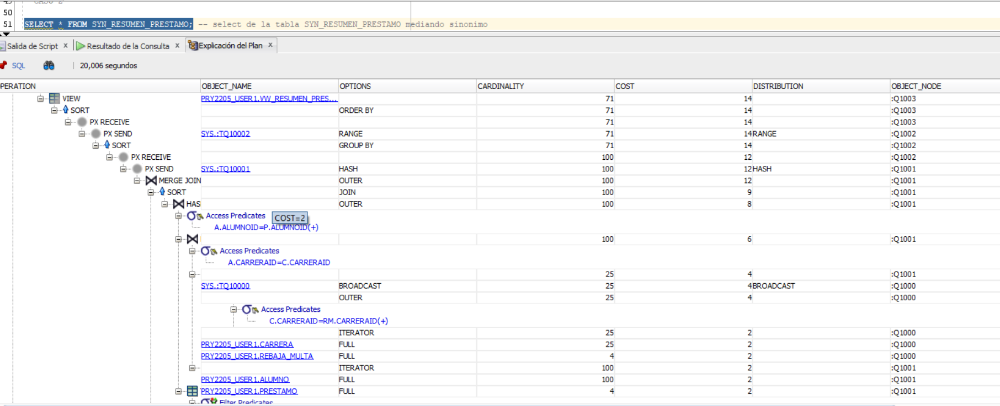 50
51 SELECT * FROM SYN_RESUMEN_PRESTAMO; -- select de la tabla SYN_RESUMEN_PRESTAMO mediando sinonimo
Salida de Script x Resultado de la Consulta x Explicación del Plan x
SQL 20,006 segundos
PERATION OBJECT_NAME OPTIONS CARDINALITY COST DISTRIBUTION OBJECT_NODE
VIEW PRY2205_USER1.VW_RESUMEN_PRES... 71 14 :Q1003
SORT ORDER BY 71 14 :Q1003
PX RECEIVE 71 14 :Q1003
PX SEND SYS.:TQ10002 RANGE 71 14 RANGE :Q1002
SORT GROUP BY 71 14 :Q1002
PX RECEIVE 100 12 :Q1002
PX SEND SYS.:TQ10001 HASH 100 12 HASH :Q1001
MERGE JOIN OUTER 100 12 :Q1001
SORT JOIN 100 9 :Q1001
HAS OUTER 100 8 :Q1001
Access Predicates COST=2
A.ALUMNOID=P.ALUMNOID(+)
100 6 :Q1001
Access Predicates
A.CARRERAID=C.CARRERAID
25 4 :Q1001
SYS.:TQ10000 BROADCAST 25 4 BROADCAST :Q1000
OUTER 25 4 :Q1000
Access Predicates
C.CARRERAID=RM.CARRERAID(+)
ITERATOR 25 2 :Q1000
PRY2205_USER1.CARRERA FULL 25 2 :Q1000
PRY2205_USER1.REBAJA_MULTA FULL 4 2 :Q1000
ITERATOR 100 2 :Q1001
PRY2205_USER1.ALUMNO FULL 100 2 :Q1001
PRY2205_USER1.PRESTAMO FULL 4 2 :Q1001
Filter Predicates